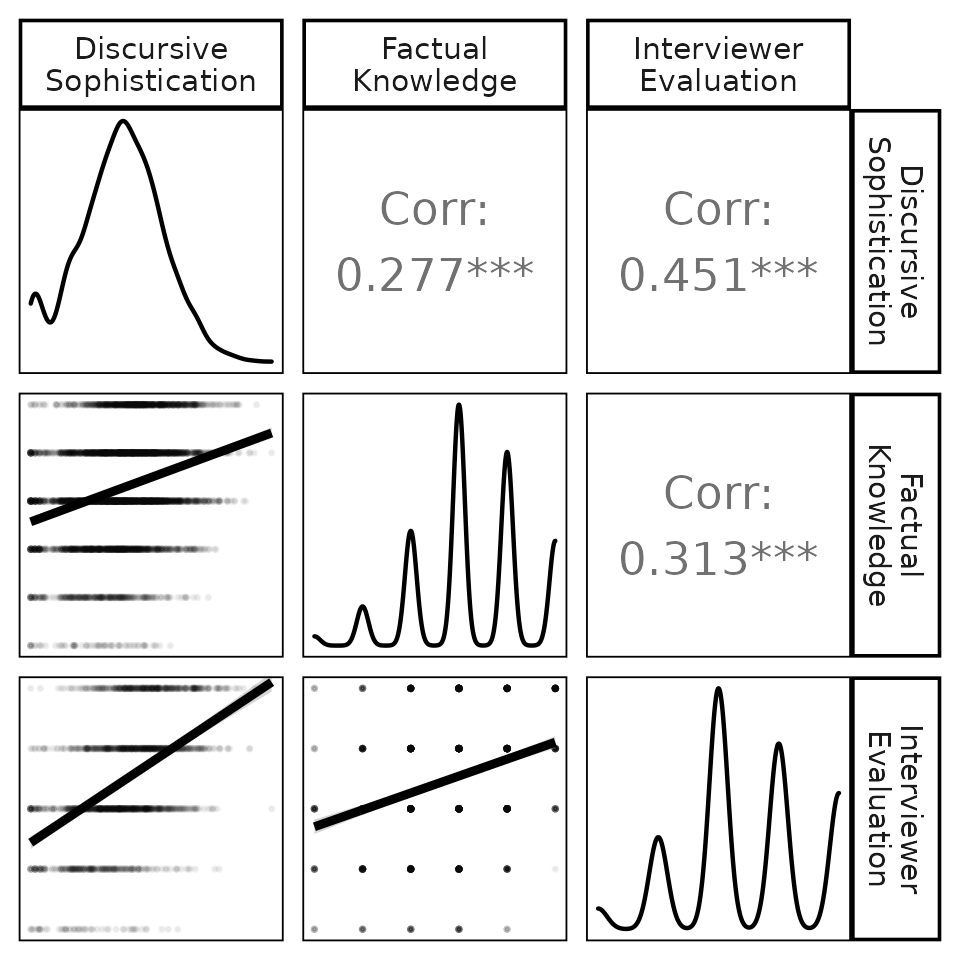 Discursive
Sophistication
Factual
Knowledge
Interviewer
Evaluation
Corr:
0.277***
Corr:
0.451***
Discursive
Sophistication
Corr:
0.313***
Factual
Knowledge
Interviewer
Evaluation